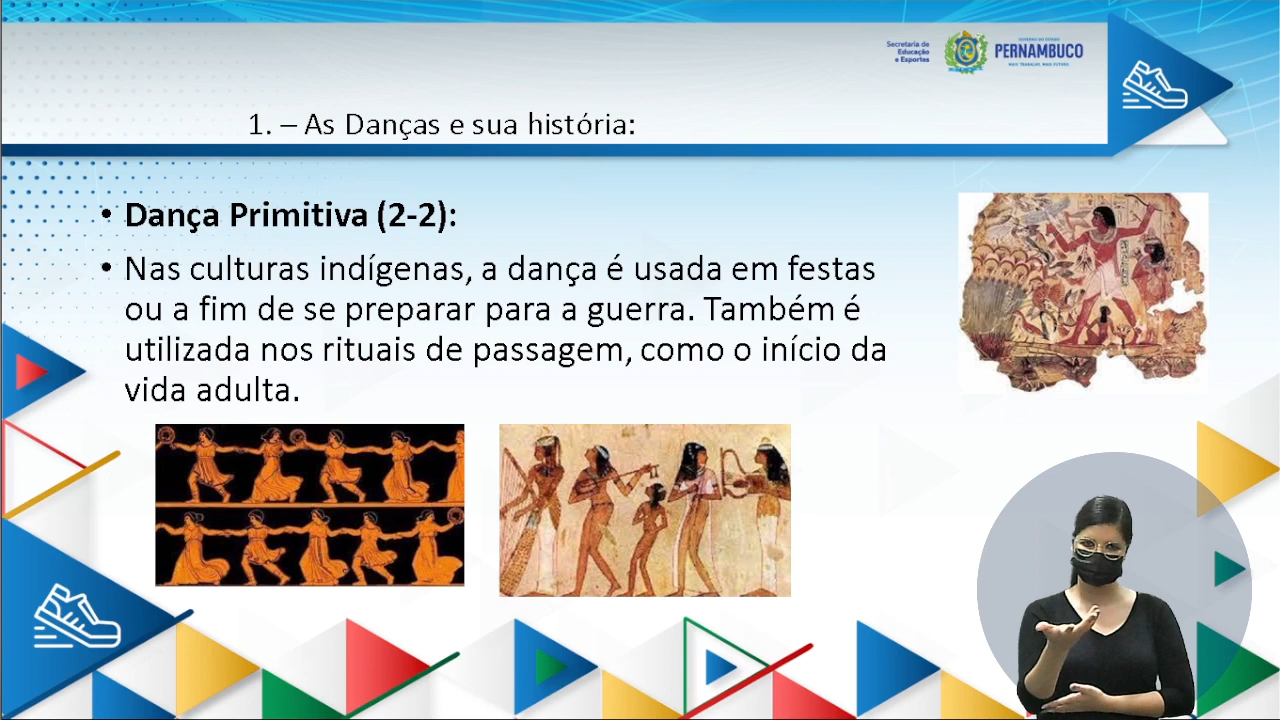 Secretaria de
Educação
e Esportes
GOVERNO DO ESTADO
PERNAMBUCO
MAIS TRABALHO, MAIS FUTURO
1. – As Danças e sua história:
• Dança Primitiva (2-2):
• Nas culturas indígenas, a dança é usada em festas
ou a fim de se preparar para a guerra. Também é
utilizada nos rituais de passagem, como o início da
vida adulta.